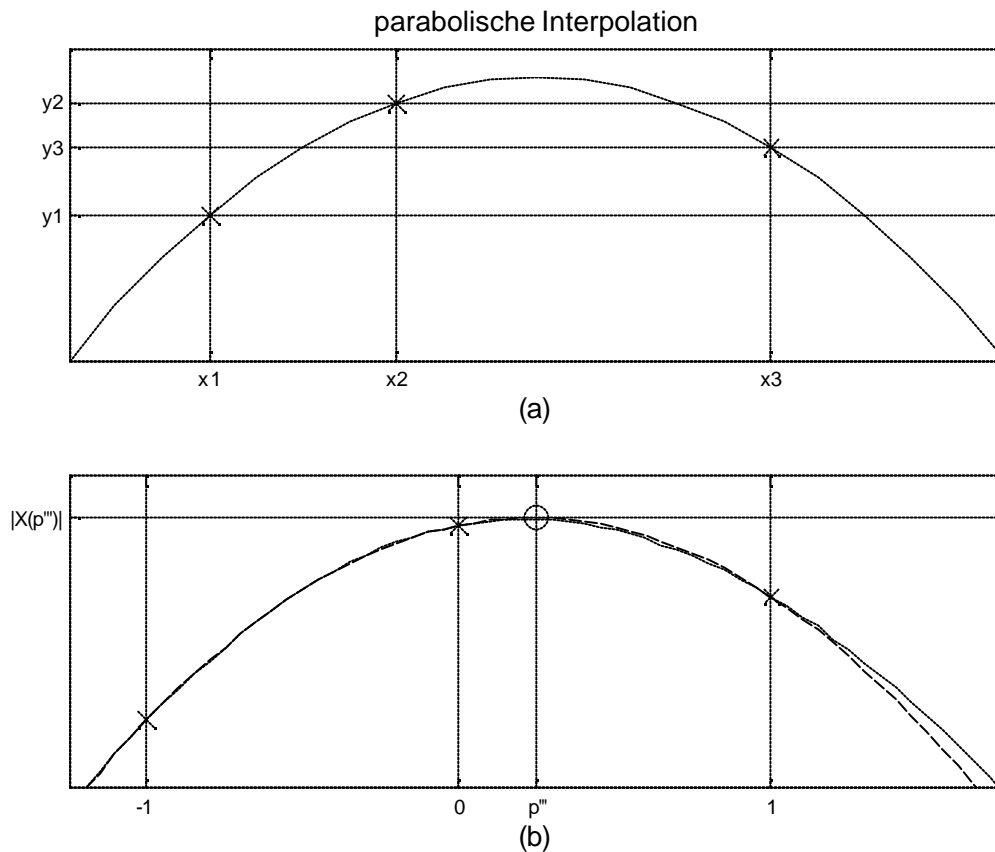 parabolische Interpolation
y2
y3
y1
x1 x2 x3
(a)
|X(p''')|
-1 0 p''' 1
(b)